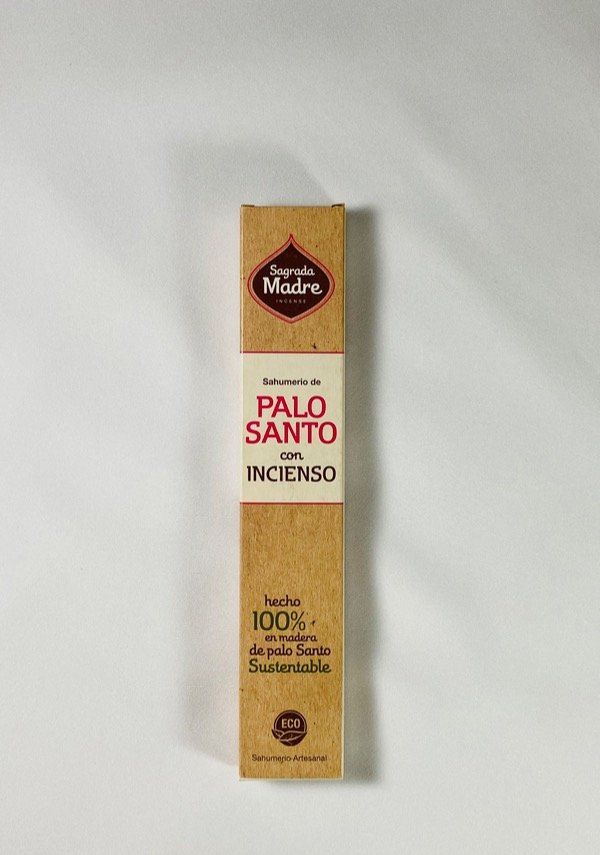 Sagrada
Madre
INCENSE
Sahumerio de
PALO
SANTO
con
INCIENSO
hecho
100%
en madera
de palo Santo
Sustentable
ECO
Sahumerio Artesanal